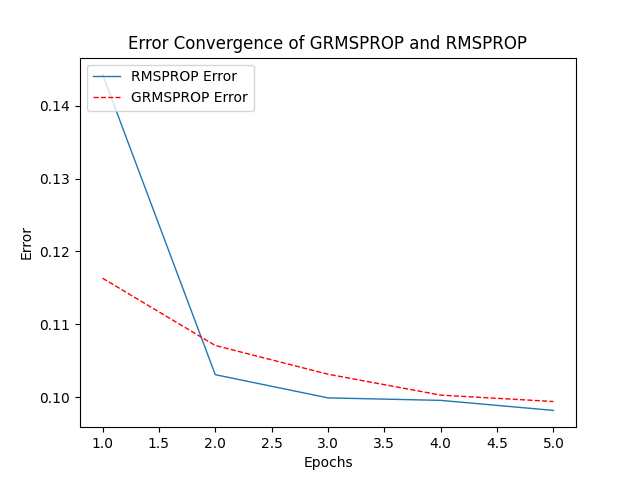 Error Convergence of GRMSPROP and RMSPROP
RMSPROP Error
GRMSPROP Error
0.14
0.13
0.12
0.11
0.10
Error
1.0 1.5 2.0 2.5 3.0 3.5 4.0 4.5 5.0
Epochs